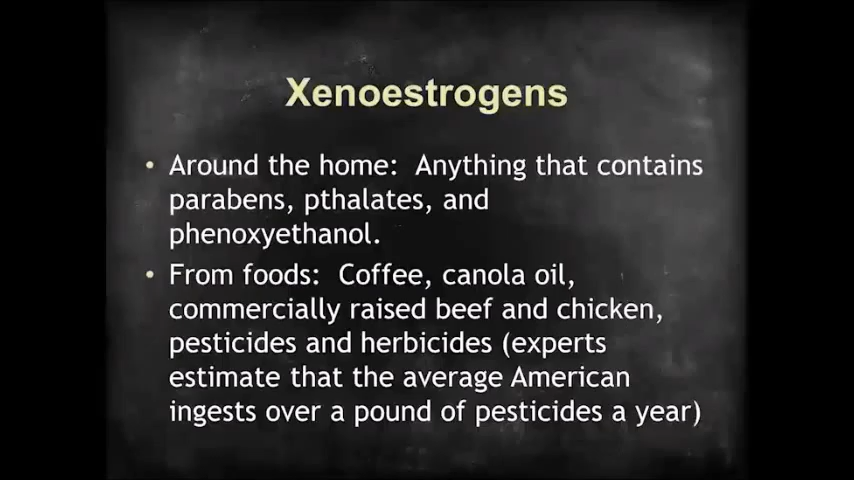 Xenoestrogens
• Around the home: Anything that contains
parabens, pthalates, and
phenoxyethanol.
• From foods: Coffee, canola oil,
commercially raised beef and chicken,
pesticides and herbicides (experts
estimate that the average American
ingests over a pound of pesticides a year)